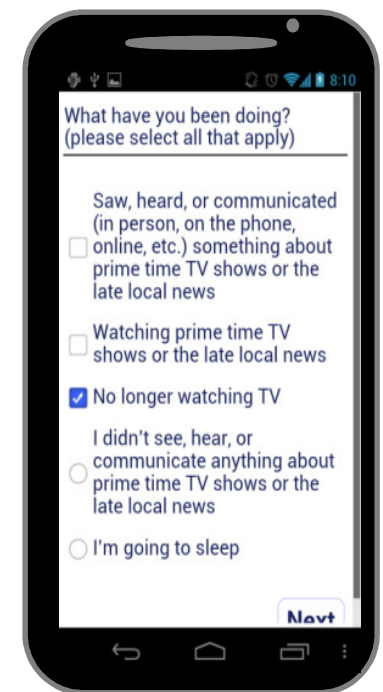 8:10
What have you been doing?
(please select all that apply)
Saw, heard, or communicated
(in person, on the phone,
online, etc.) something about
prime time TV shows or the
late local news
Watching prime time TV
shows or the late local news
No longer watching TV
I didn't see, hear, or
communicate anything about
prime time TV shows or the
late local news
I'm going to sleep
Next